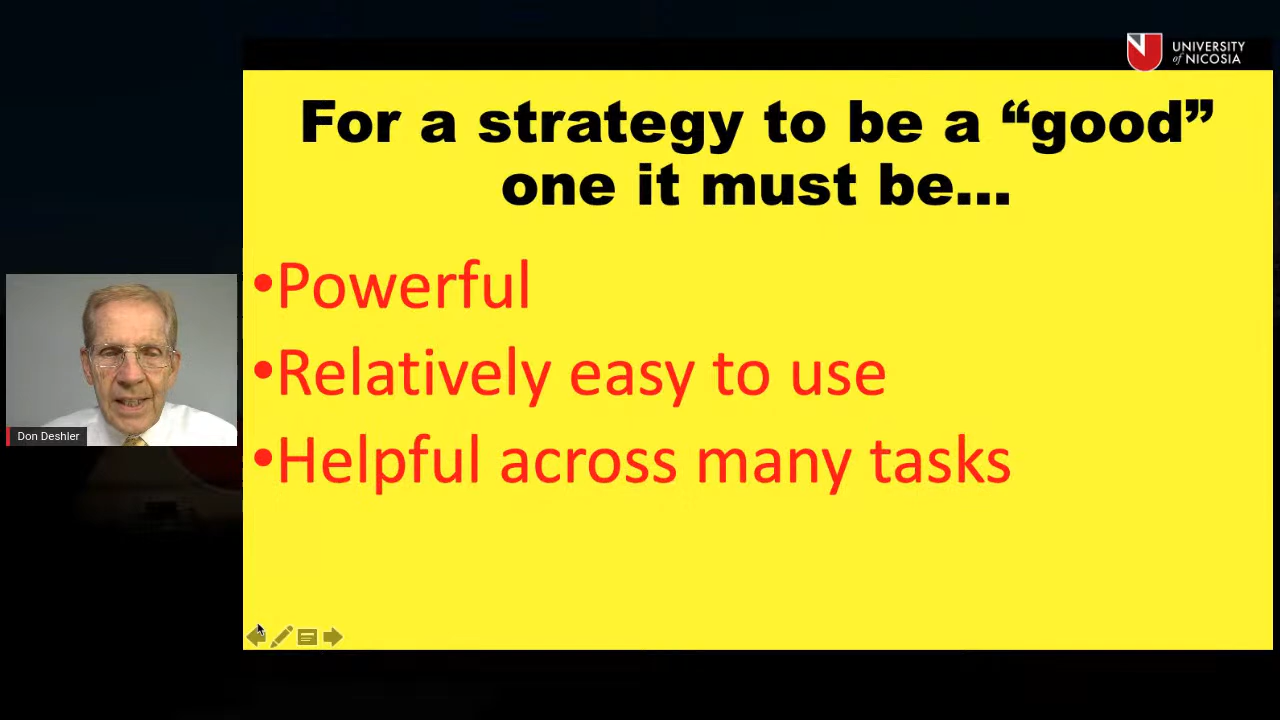 UNIVERSITY
of NICOSIA
For a strategy to be a “good”
one it must be...
•Powerful
•Relatively easy to use
•Helpful across many tasks
Don Deshler